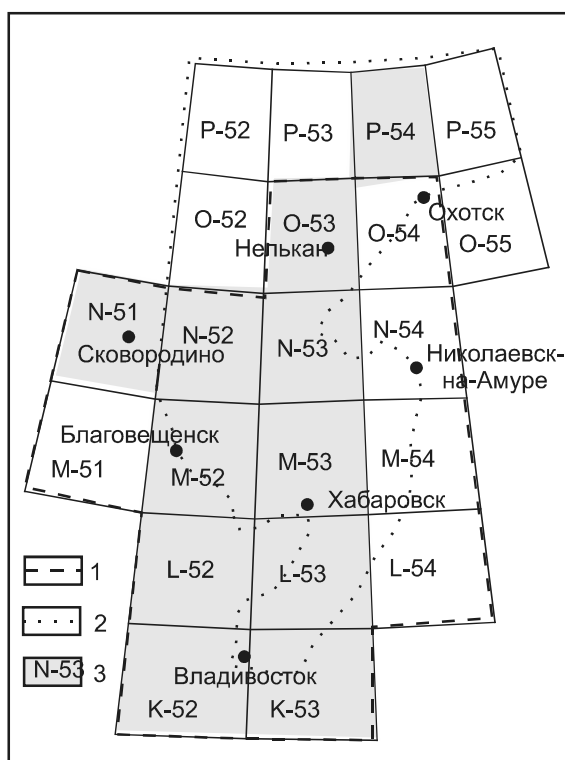 P-52 P-53 P-54 P-55
O-52 O-53 O-54 Охотск
Нелькан O-55
N-51 N-52 N-53 N-54
Сковородино Николаевск-
на-Амуре
Благовещенск
M-51 M-52 M-53 M-54
Хабаровск
L-52 L-53 L-54
1
2
N-53 3
Владивосток
K-52 K-53